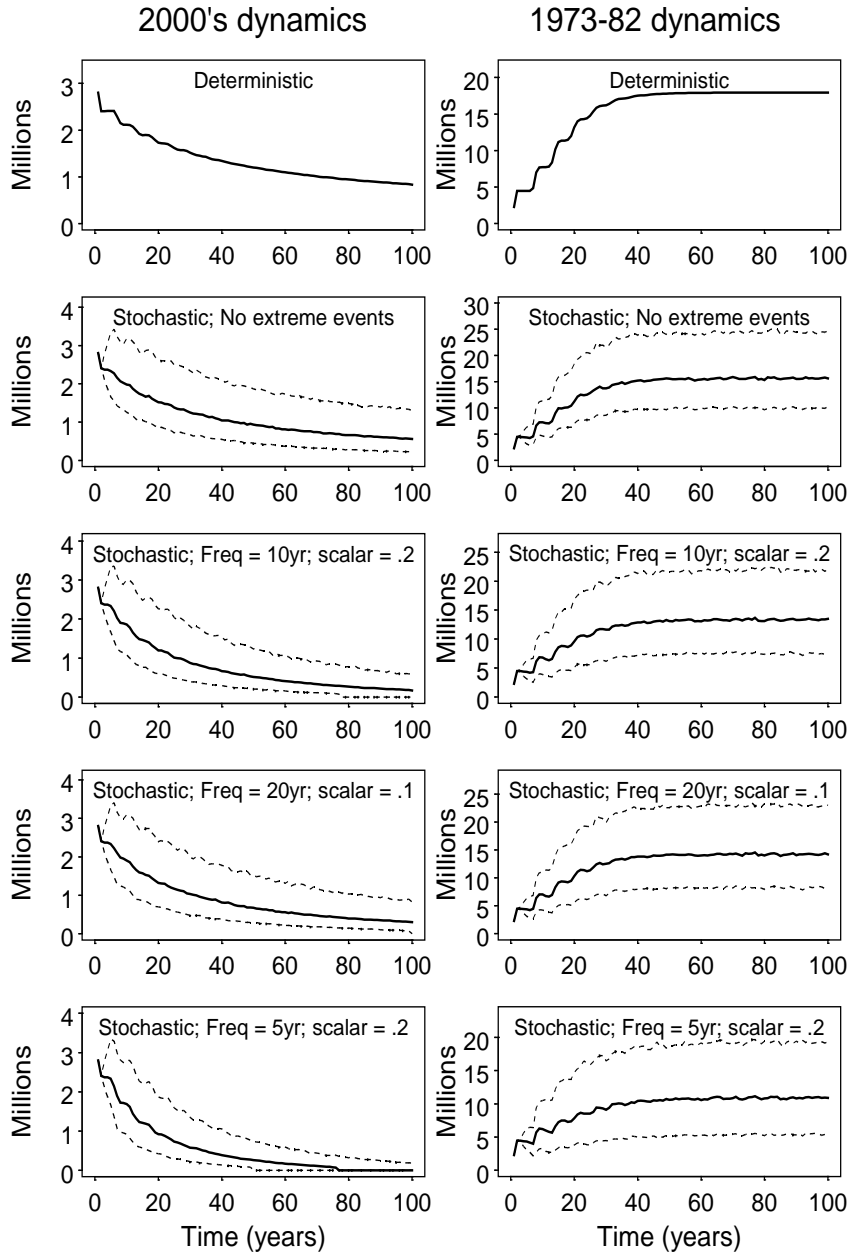 2000's dynamics 1973-82 dynamics
Deterministic
Millions
3
2
1
0
0 20 40 60 80 100
Deterministic
Millions
20
15
10
5
0
0 20 40 60 80 100
Stochastic; No extreme events
Millions
4
3
2
1
0
0 20 40 60 80 100
Stochastic; No extreme events
Millions
30
25
20
15
10
5
0
0 20 40 60 80 100
Stochastic; Freq = 10yr; scalar = .2
Millions
4
3
2
1
0
0 20 40 60 80 100
Stochastic; Freq = 10yr; scalar = .2
Millions
25
20
15
10
5
0
0 20 40 60 80 100
Stochastic; Freq = 20yr; scalar = .1
Millions
4
3
2
1
0
0 20 40 60 80 100
Stochastic; Freq = 20yr; scalar = .1
Millions
25
20
15
10
5
0
0 20 40 60 80 100
Stochastic; Freq = 5yr; scalar = .2
Millions
4
3
2
1
0
0 20 40 60 80 100
Time (years)
Stochastic; Freq = 5yr; scalar = .2
Millions
20
15
10
5
0
0 20 40 60 80 100
Time (years)